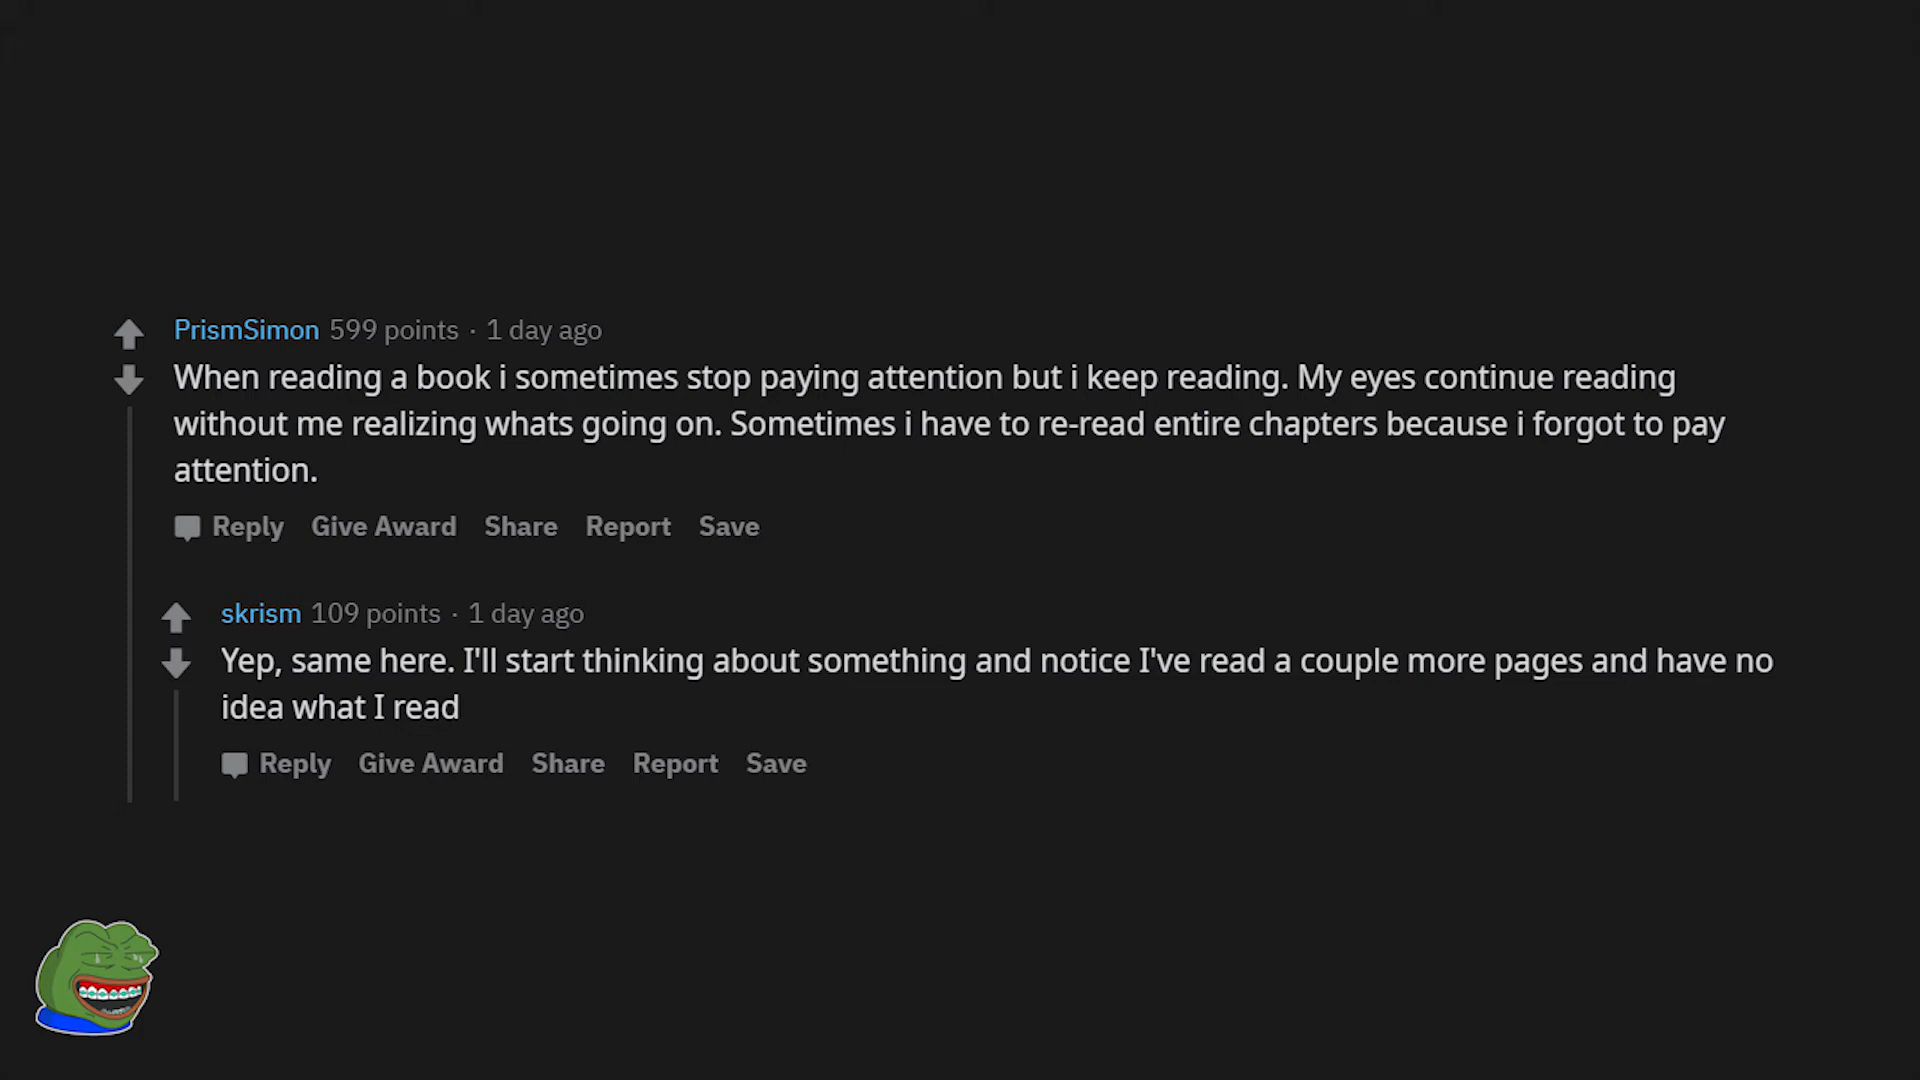 PrismSimon 599 points · 1 day ago
When reading a book i sometimes stop paying attention but i keep reading. My eyes continue reading
without me realizing whats going on. Sometimes i have to re-read entire chapters because i forgot to pay
attention.
Reply Give Award Share Report Save
skrism 109 points · 1 day ago
Yep, same here. I'll start thinking about something and notice I've read a couple more pages and have no
idea what I read
Reply Give Award Share Report Save